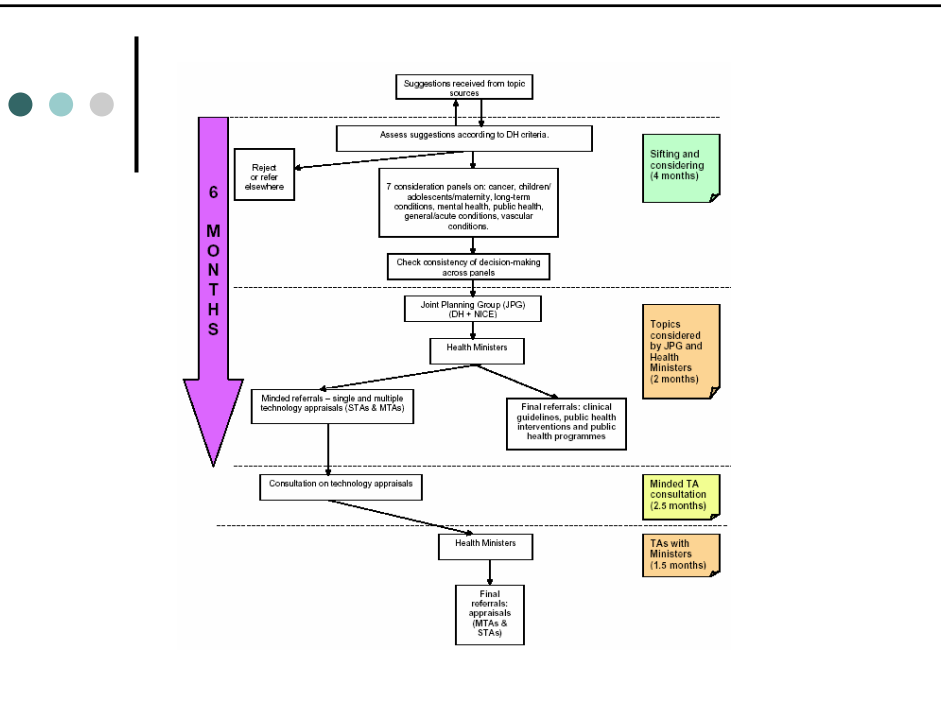 Suggestions received from topic
sources
Assess suggestions according to DH criteria.
Reject
or refer
elsewhere
7 consideration panels on: cancer, children/
adolescents/maternity, long-term
conditions, mental health, public health,
general/acute conditions, vascular
conditions.
Check consistency of decision-making
across panels
Sifting and
considering
(4 months)
6
M
O
N
T
H
S
Joint Planning Group (JPG)
(DH + NICE)
Health Ministers
Minded referrals – single and multiple
technology appraisals (STAs & MTAs)
Final referrals: clinical
guidelines, public health
interventions and public
health programmes
Topics
considered
by JPG and
Health
Ministers
(2 months)
Consultation on technology appraisals
Minded TA
consultation
(2.5 months)
Health Ministers
TAs with
Ministers
(1.5 months)
Final
referrals:
appraisals
(MTAs &
STAs)